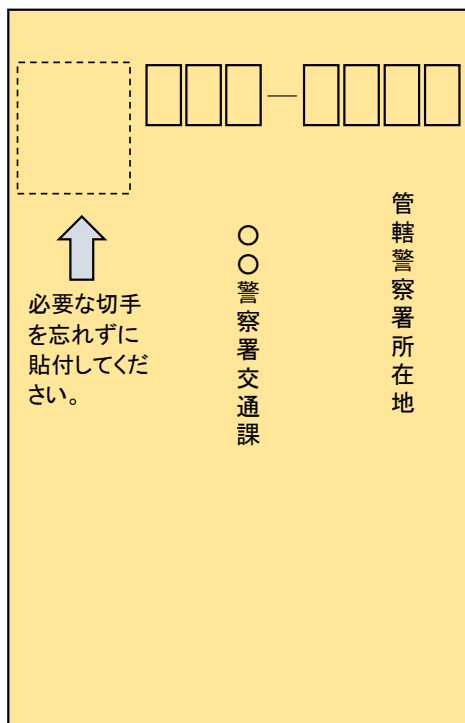 管轄警察署所在地
〇〇警察署交通課
必要な切手
を忘れずに
貼付してくだ
さい。